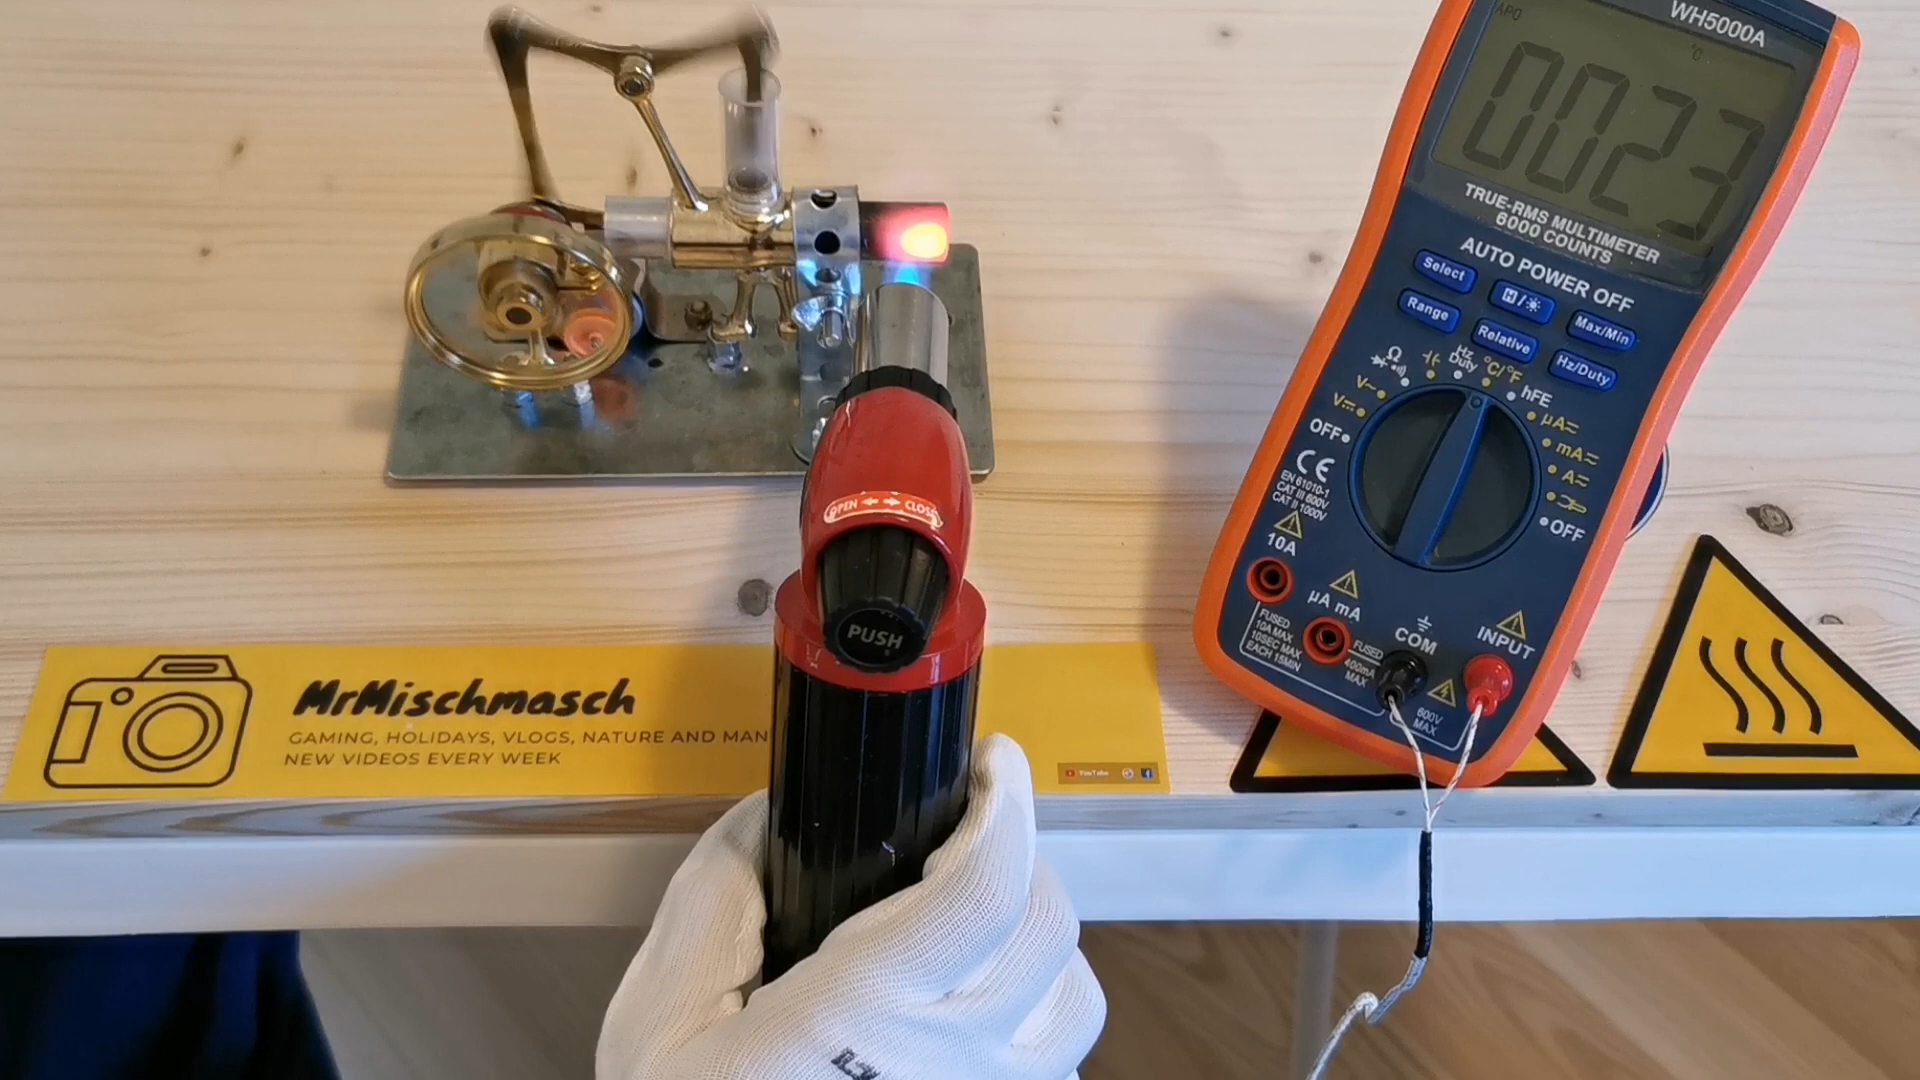 WH5000A
APO
°C
0023
TRUE-RMS MULTIMETER
6000 COUNTS
AUTO POWER OFF
Select
H/
Max/Min
Range
Relative
Hz/Duty
Ω
Hz
Duty
°C/°F
hFE
V~
V
μA
mA
A
OFF
OFF
CE
EN 61010-1
CAT III 600V
CAT II 1000V
10A
μA mA
COM
INPUT
FUSED
10A MAX
10SEC MAX
EACH 15MIN
FUSED
400mA
MAX
600V
MAX
OPEN CLOSE
PUSH
MrMischmasch
GAMING, HOLIDAYS, VLOGS, NATURE AND MAN
NEW VIDEOS EVERY WEEK
YouTube